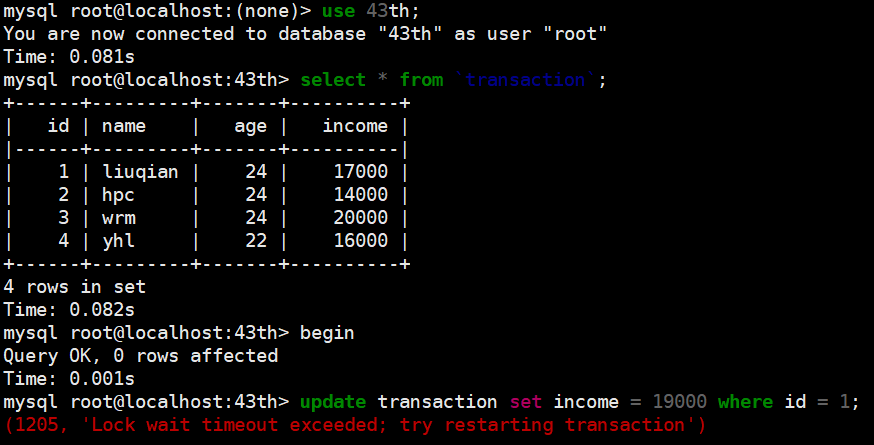 mysql root@localhost:(none)> use 43th;
You are now connected to database "43th" as user "root"
Time: 0.081s
mysql root@localhost:43th> select * from `transaction`;
+------+---------+-------+----------+
|   id | name    |   age |   income |
|------+---------+-------+----------|
|    1 | liuqian |    24 |    17000 |
|    2 | hpc     |    24 |    14000 |
|    3 | wrm     |    24 |    20000 |
|    4 | yhl     |    22 |    16000 |
+------+---------+-------+----------+
4 rows in set
Time: 0.082s
mysql root@localhost:43th> begin
Query OK, 0 rows affected
Time: 0.001s
mysql root@localhost:43th> update transaction set income = 19000 where id = 1;
(1205, 'Lock wait timeout exceeded; try restarting transaction')